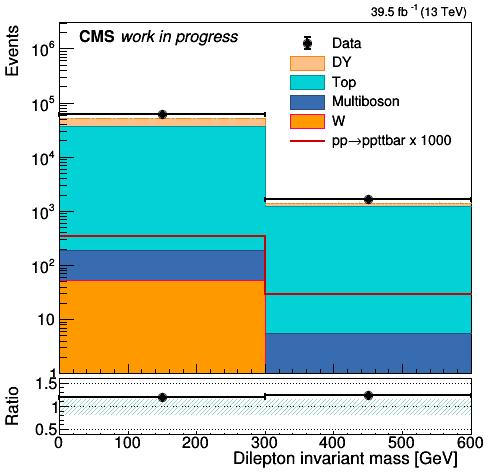 39.5 fb⁻¹ (13 TeV)
CMS work in progress
Events
Data
DY
Top
Multiboson
W
pp→ppttbar x 1000
10⁶
10⁵
10⁴
10³
10²
10
1
Ratio
1.5
1
0.5
0 100 200 300 400 500 600
Dilepton invariant mass [GeV]